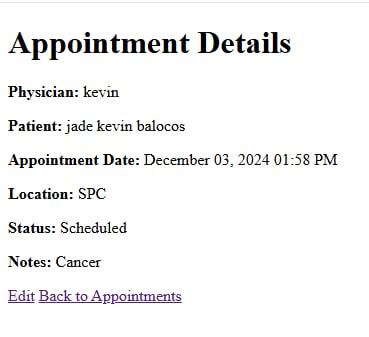 Appointment Details
Physician: kevin
Patient: jade kevin balocos
Appointment Date: December 03, 2024 01:58 PM
Location: SPC
Status: Scheduled
Notes: Cancer
Edit Back to Appointments